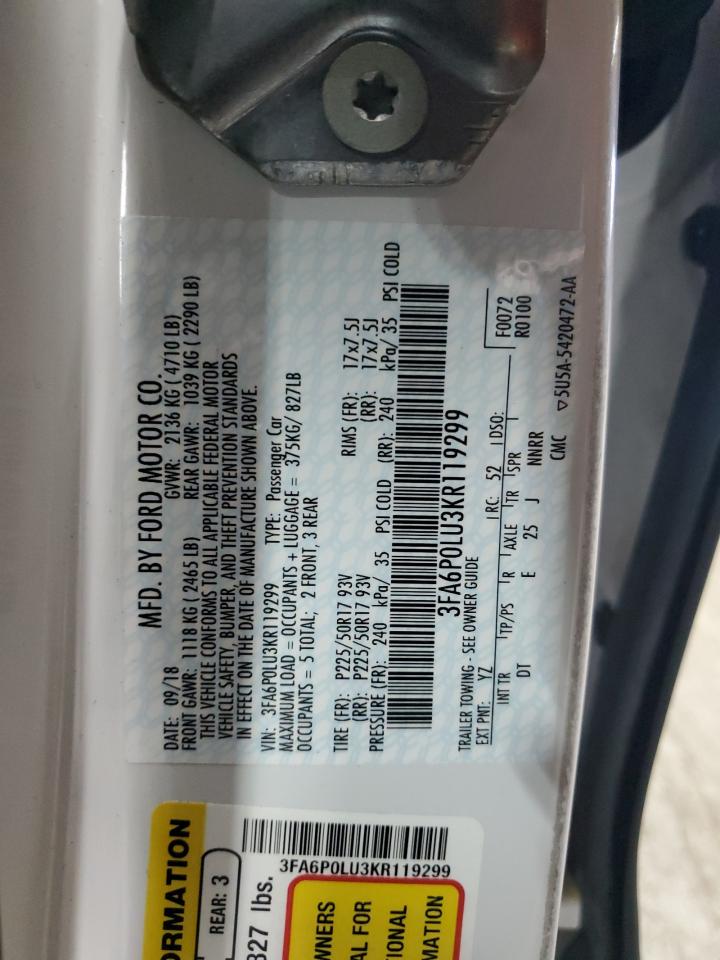 MFD. BY FORD MOTOR CO.
DATE: 09/18 GVWR: 2136 KG ( 4710 LB)
FRONT GAWR: 1118 KG ( 2465 LB) REAR GAWR: 1039 KG ( 2290 LB)
THIS VEHICLE CONFORMS TO ALL APPLICABLE FEDERAL MOTOR
VEHICLE SAFETY, BUMPER, AND THEFT PREVENTION STANDARDS
IN EFFECT ON THE DATE OF MANUFACTURE SHOWN ABOVE.
VIN: 3FA6P0LU3KR119299 TYPE: Passenger Car
MAXIMUM LOAD = OCCUPANTS + LUGGAGE = 375KG/ 827LB
OCCUPANTS = 5 TOTAL; 2 FRONT, 3 REAR
TIRE (FR): P225/50R17 93V RIMS (FR): 17x7.5J
(RR): P225/50R17 93V (RR): 17x7.5J
PRESSURE (FR): 240 kPa/ 35 PSI COLD (RR): 240 kPa/ 35 PSI COLD
3FA6P0LU3KR119299
TRAILER TOWING - SEE OWNER GUIDE
EXT PNT: YZ RC: 52 DSO: F0072
INT TR TP/PS R AXLE TR SPR R0100
DT E 25 J NNRR
CMC ▽5U5A-5420472-AA
ORMATION
REAR: 3
827 lbs.
3FA6P0LU3KR119299
WNERS
AL FOR
TIONAL
MATION